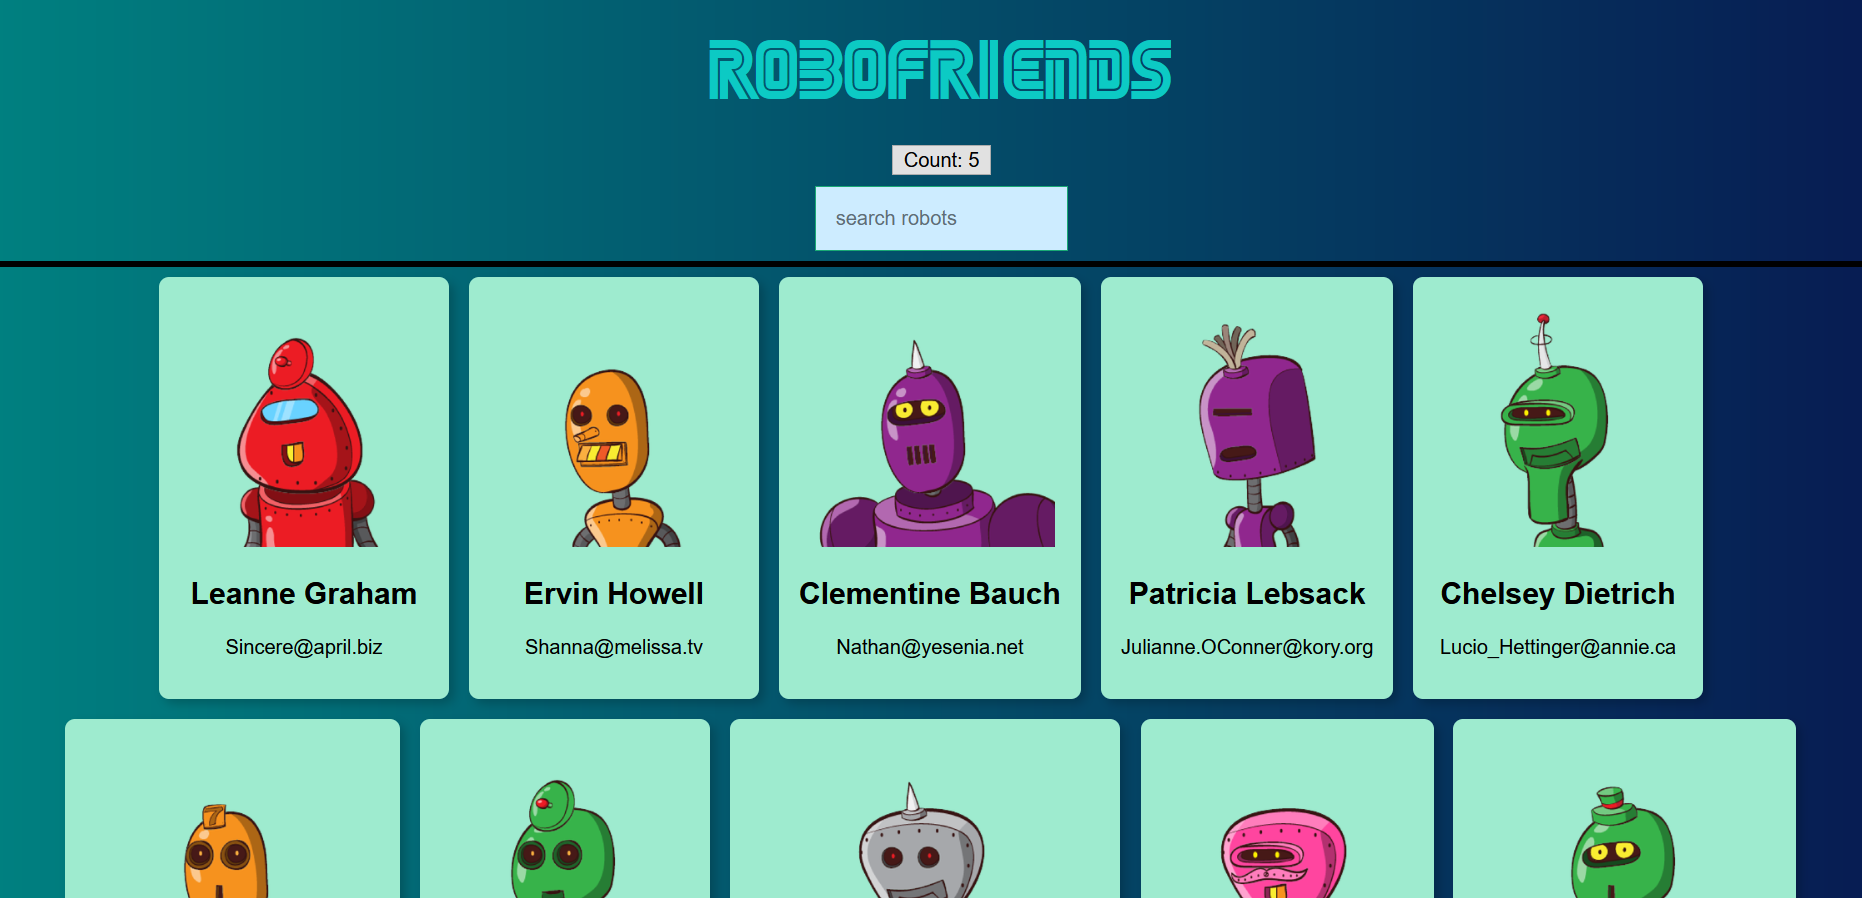 ROBOFRIENDS
Count: 5
search robots
Leanne Graham
Sincere@april.biz
Ervin Howell
Shanna@melissa.tv
Clementine Bauch
Nathan@yesenia.net
Patricia Lebsack
Julianne.OConner@kory.org
Chelsey Dietrich
Lucio_Hettinger@annie.ca
7